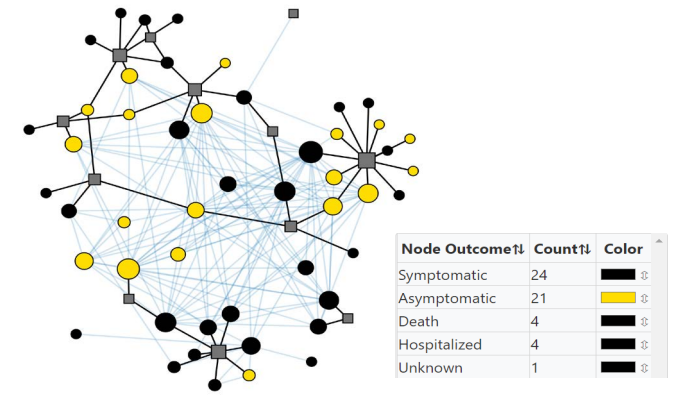 Node Outcome⇅ Count⇅ Color
Symptomatic 24
Asymptomatic 21
Death 4
Hospitalized 4
Unknown 1